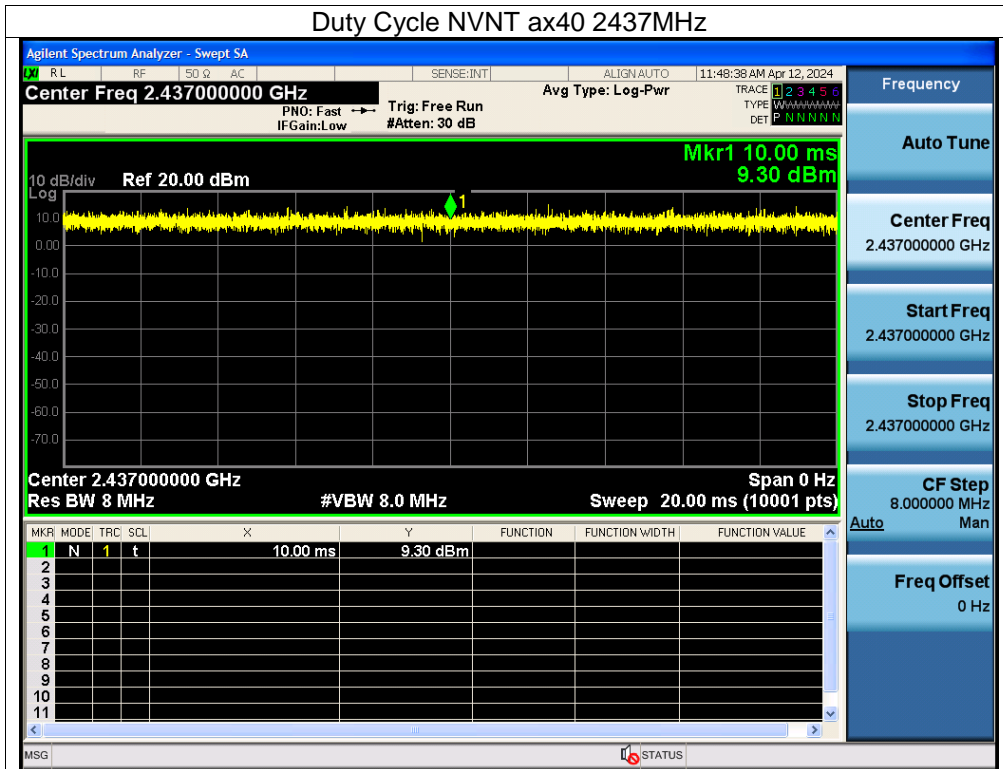 Duty Cycle NVNT ax40 2437MHz
Agilent Spectrum Analyzer - Swept SA
LXI RL RF 50 Ω AC SENSE:INT ALIGN AUTO 11:48:38 AM Apr 12, 2024
Center Freq 2.437000000 GHz Avg Type: Log-Pwr TRACE 1 2 3 4 5 6
PNO: Fast Trig: Free Run TYPE WWWWWW
IFGain:Low #Atten: 30 dB DET P N N N N N
Mkr1 10.00 ms
10 dB/div Ref 20.00 dBm 9.30 dBm
Log
1
10.0
0.00
-10.0
-20.0
-30.0
-40.0
-50.0
-60.0
-70.0
Center 2.437000000 GHz Span 0 Hz
Res BW 8 MHz #VBW 8.0 MHz Sweep 20.00 ms (10001 pts)
MKR MODE TRC SCL X Y FUNCTION FUNCTION WIDTH FUNCTION VALUE
1 N 1 t 10.00 ms 9.30 dBm
2
3
4
5
6
7
8
9
10
11
MSG STATUS
Frequency
Auto Tune
Center Freq
2.437000000 GHz
Start Freq
2.437000000 GHz
Stop Freq
2.437000000 GHz
CF Step
8.000000 MHz
Auto Man
Freq Offset
0 Hz